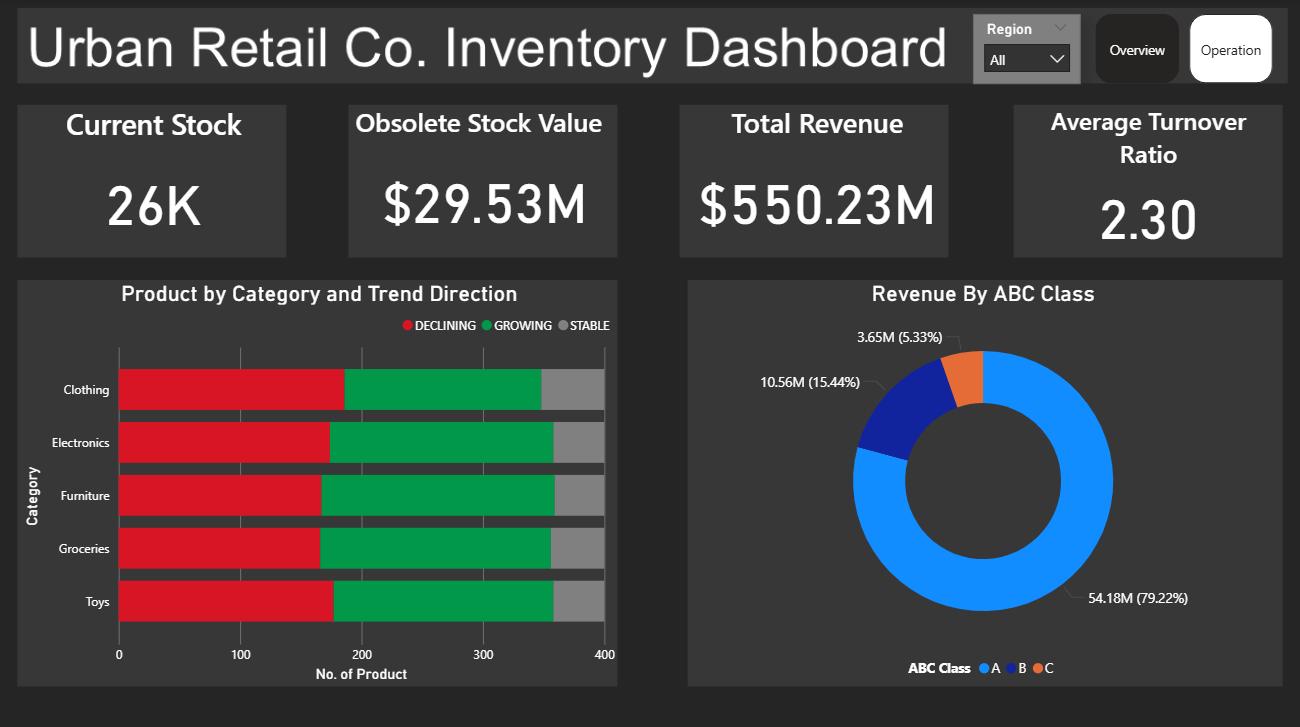 Urban Retail Co. Inventory Dashboard
Region
All
Overview
Operation
Current Stock
26K
Obsolete Stock Value
$29.53M
Total Revenue
$550.23M
Average Turnover
Ratio
2.30
Product by Category and Trend Direction
DECLINING GROWING STABLE
Category
Clothing
Electronics
Furniture
Groceries
Toys
0 100 200 300 400
No. of Product
Revenue By ABC Class
3.65M (5.33%)
10.56M (15.44%)
54.18M (79.22%)
ABC Class A B C